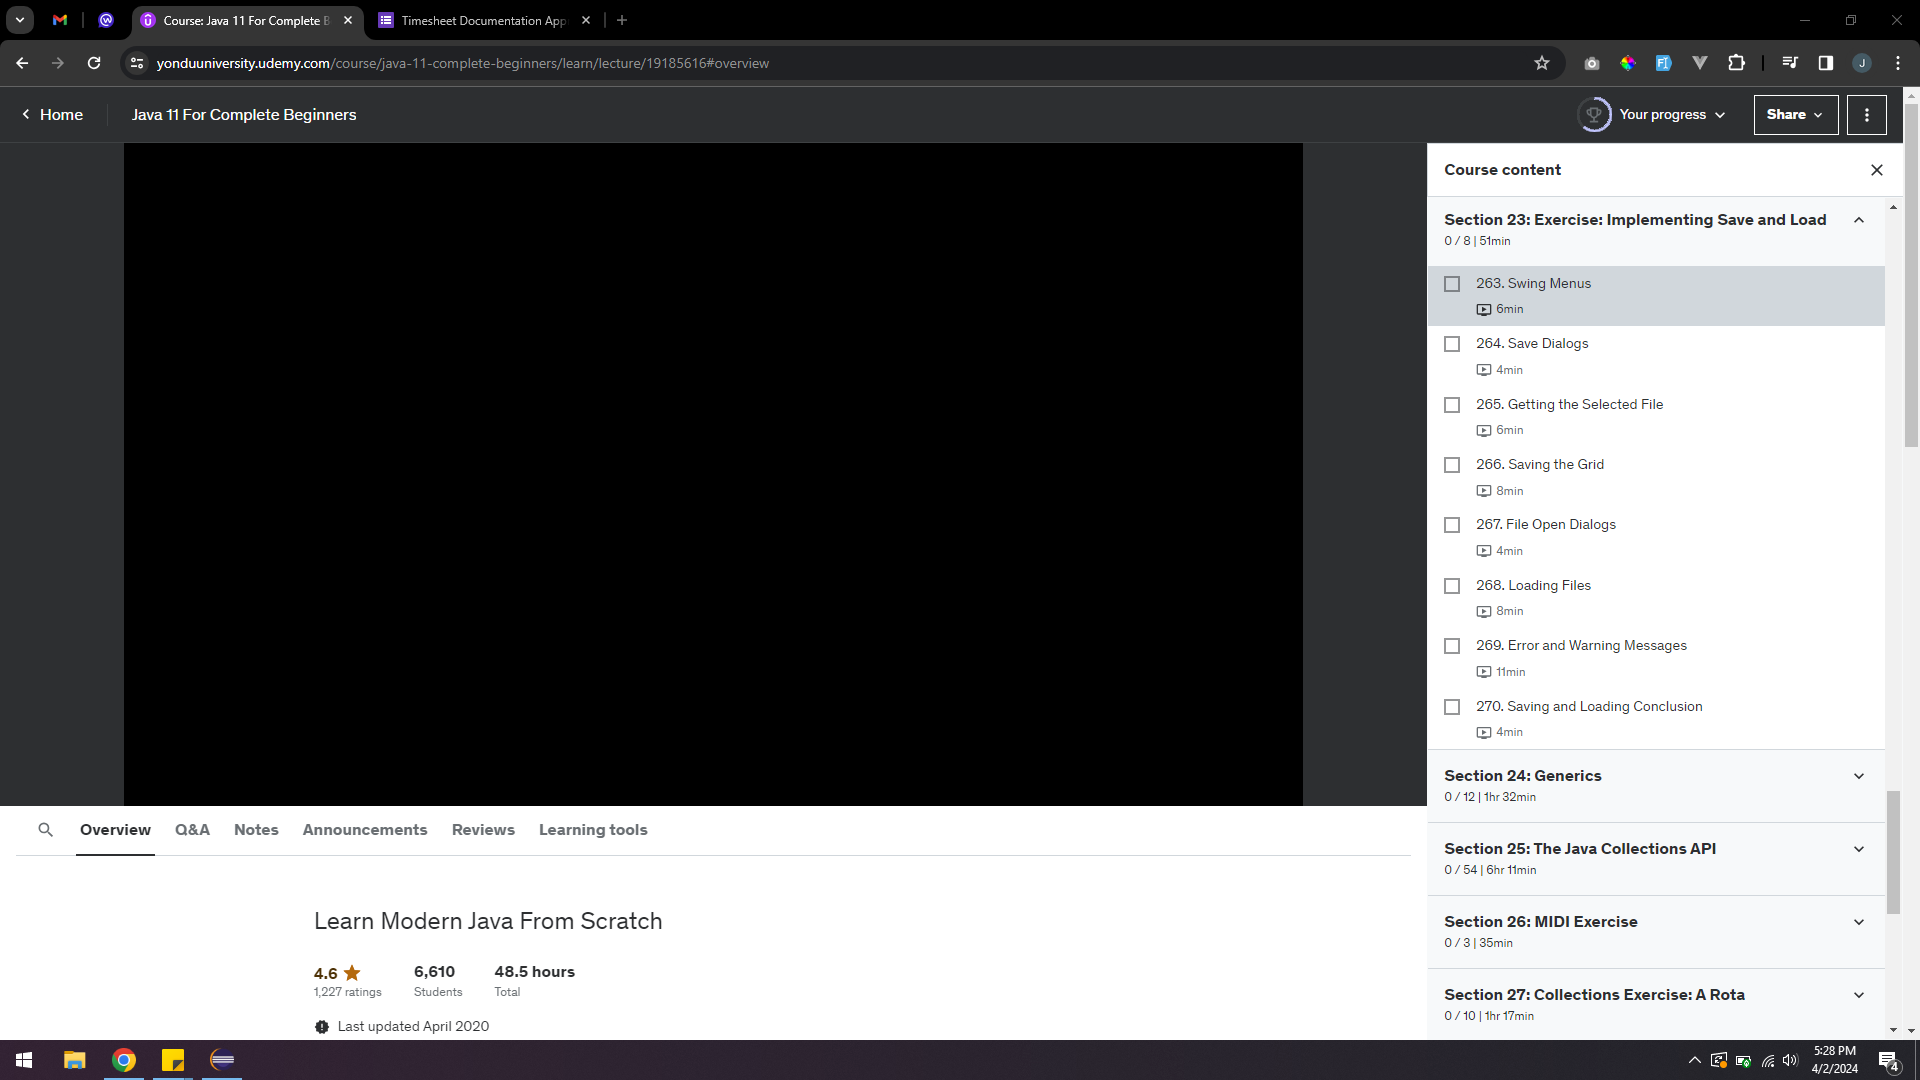 Course: Java 11 For Complete B
Timesheet Documentation App
yonduuniversity.udemy.com/course/java-11-complete-beginners/learn/lecture/19185616#overview
J
Home
Java 11 For Complete Beginners
Your progress
Share
Course content
Section 23: Exercise: Implementing Save and Load
0 / 8 | 51min
263. Swing Menus
6min
264. Save Dialogs
4min
265. Getting the Selected File
6min
266. Saving the Grid
8min
267. File Open Dialogs
4min
268. Loading Files
8min
269. Error and Warning Messages
11min
270. Saving and Loading Conclusion
4min
Section 24: Generics
0 / 12 | 1hr 32min
Section 25: The Java Collections API
0 / 54 | 6hr 11min
Section 26: MIDI Exercise
0 / 3 | 35min
Section 27: Collections Exercise: A Rota
0 / 10 | 1hr 17min
Overview
Q&A
Notes
Announcements
Reviews
Learning tools
Learn Modern Java From Scratch
4.6
6,610
48.5 hours
1,227 ratings
Students
Total
Last updated April 2020
5:28 PM
4/2/2024
4